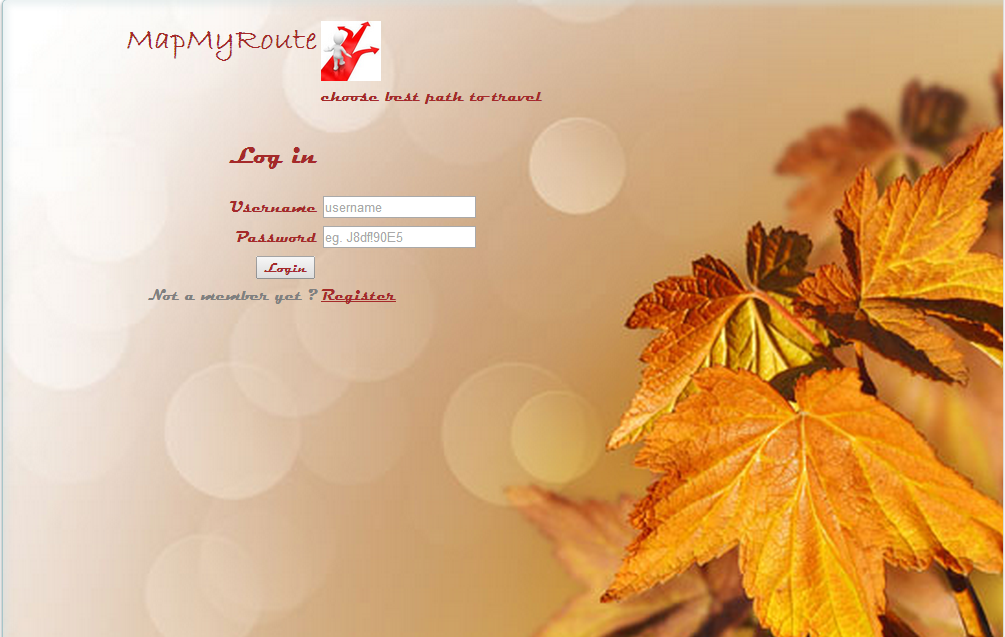 MapMyRoute
choose best path to travel
Log in
Username username
Password eg. J8dfl90E5
Login
Not a member yet ? Register